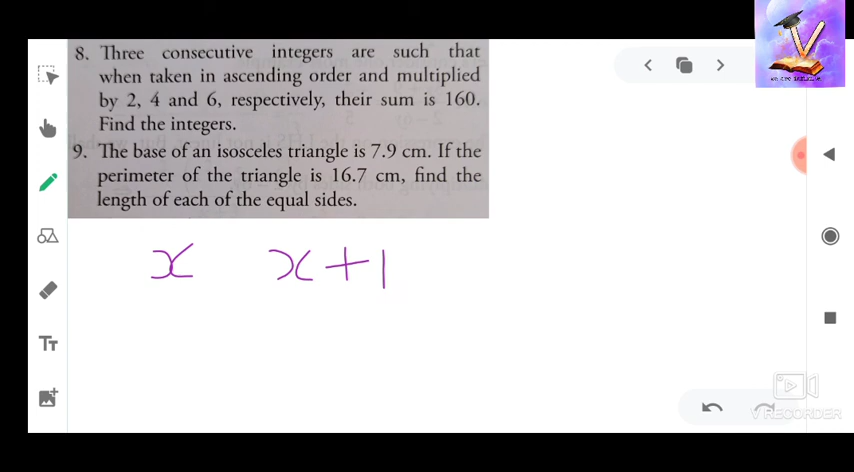 8. Three consecutive integers are such that
when taken in ascending order and multiplied
by 2, 4 and 6, respectively, their sum is 160.
Find the integers.
9. The base of an isosceles triangle is 7.9 cm. If the
perimeter of the triangle is 16.7 cm, find the
length of each of the equal sides.
x x+1
Tт
V RECORDER
V